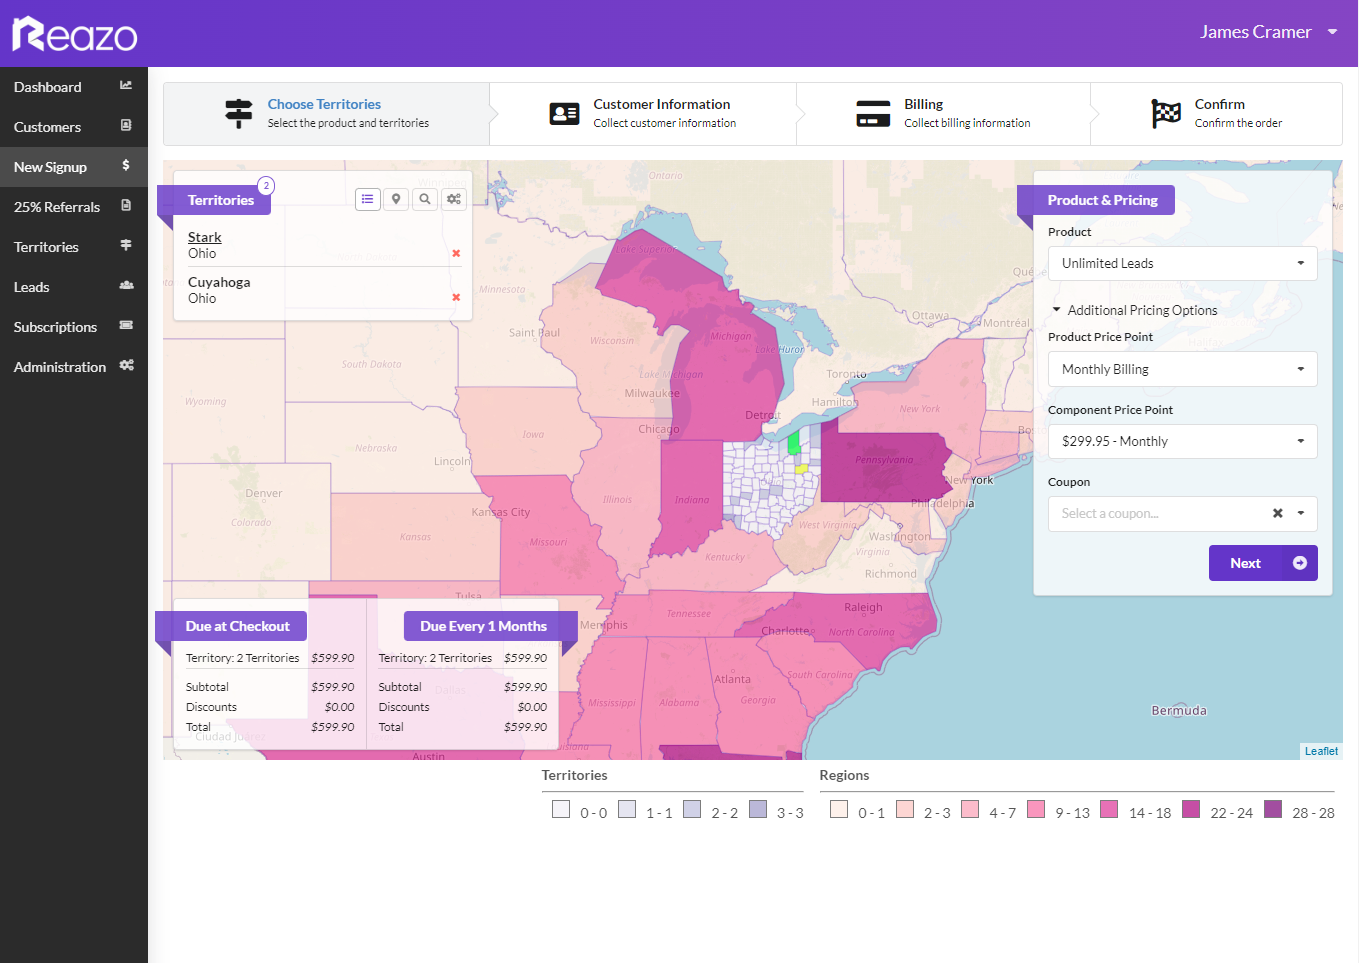 Reazo
James Cramer
Dashboard
Customers
New Signup
25% Referrals
Territories
Leads
Subscriptions
Administration
Choose Territories
Select the product and territories
Customer Information
Collect customer information
Billing
Collect billing information
Confirm
Confirm the order
Territories
2
Stark
Ohio
Cuyahoga
Ohio
Product & Pricing
Product
Unlimited Leads
Additional Pricing Options
Product Price Point
Monthly Billing
Component Price Point
$299.95 - Monthly
Coupon
Select a coupon...
Next
Winnipeg
Ontario
Lake Superior
Minnesota
Saint Paul
Wisconsin
Michigan
Lake Huron
Ottawa
Montréal
South Dakota
Lake Michigan
Toronto
Wyoming
Milwaukee
Hamilton
New York
Detroit
Chicago
Iowa
Nebraska
Lincoln
Pennsylvania
New York
Denver
Illinois
Indiana
Philadelphia
Colorado
Kansas City
West Virginia
Kansas
Missouri
Washington
Kentucky
Virginia
Richmond
Tulsa
Tennessee
Raleigh
Memphis
Charlotte
North Carolina
Atlanta
South Carolina
Dallas
Mississippi
Alabama
Georgia
Bermuda
Ciudad Juárez
Austin
Due at Checkout
Territory: 2 Territories $599.90
Subtotal $599.90
Discounts $0.00
Total $599.90
Due Every 1 Months
Territory: 2 Territories $599.90
Subtotal $599.90
Discounts $0.00
Total $599.90
Leaflet
Territories
0 - 0 1 - 1 2 - 2 3 - 3
Regions
0 - 1 2 - 3 4 - 7 9 - 13 14 - 18 22 - 24 28 - 28